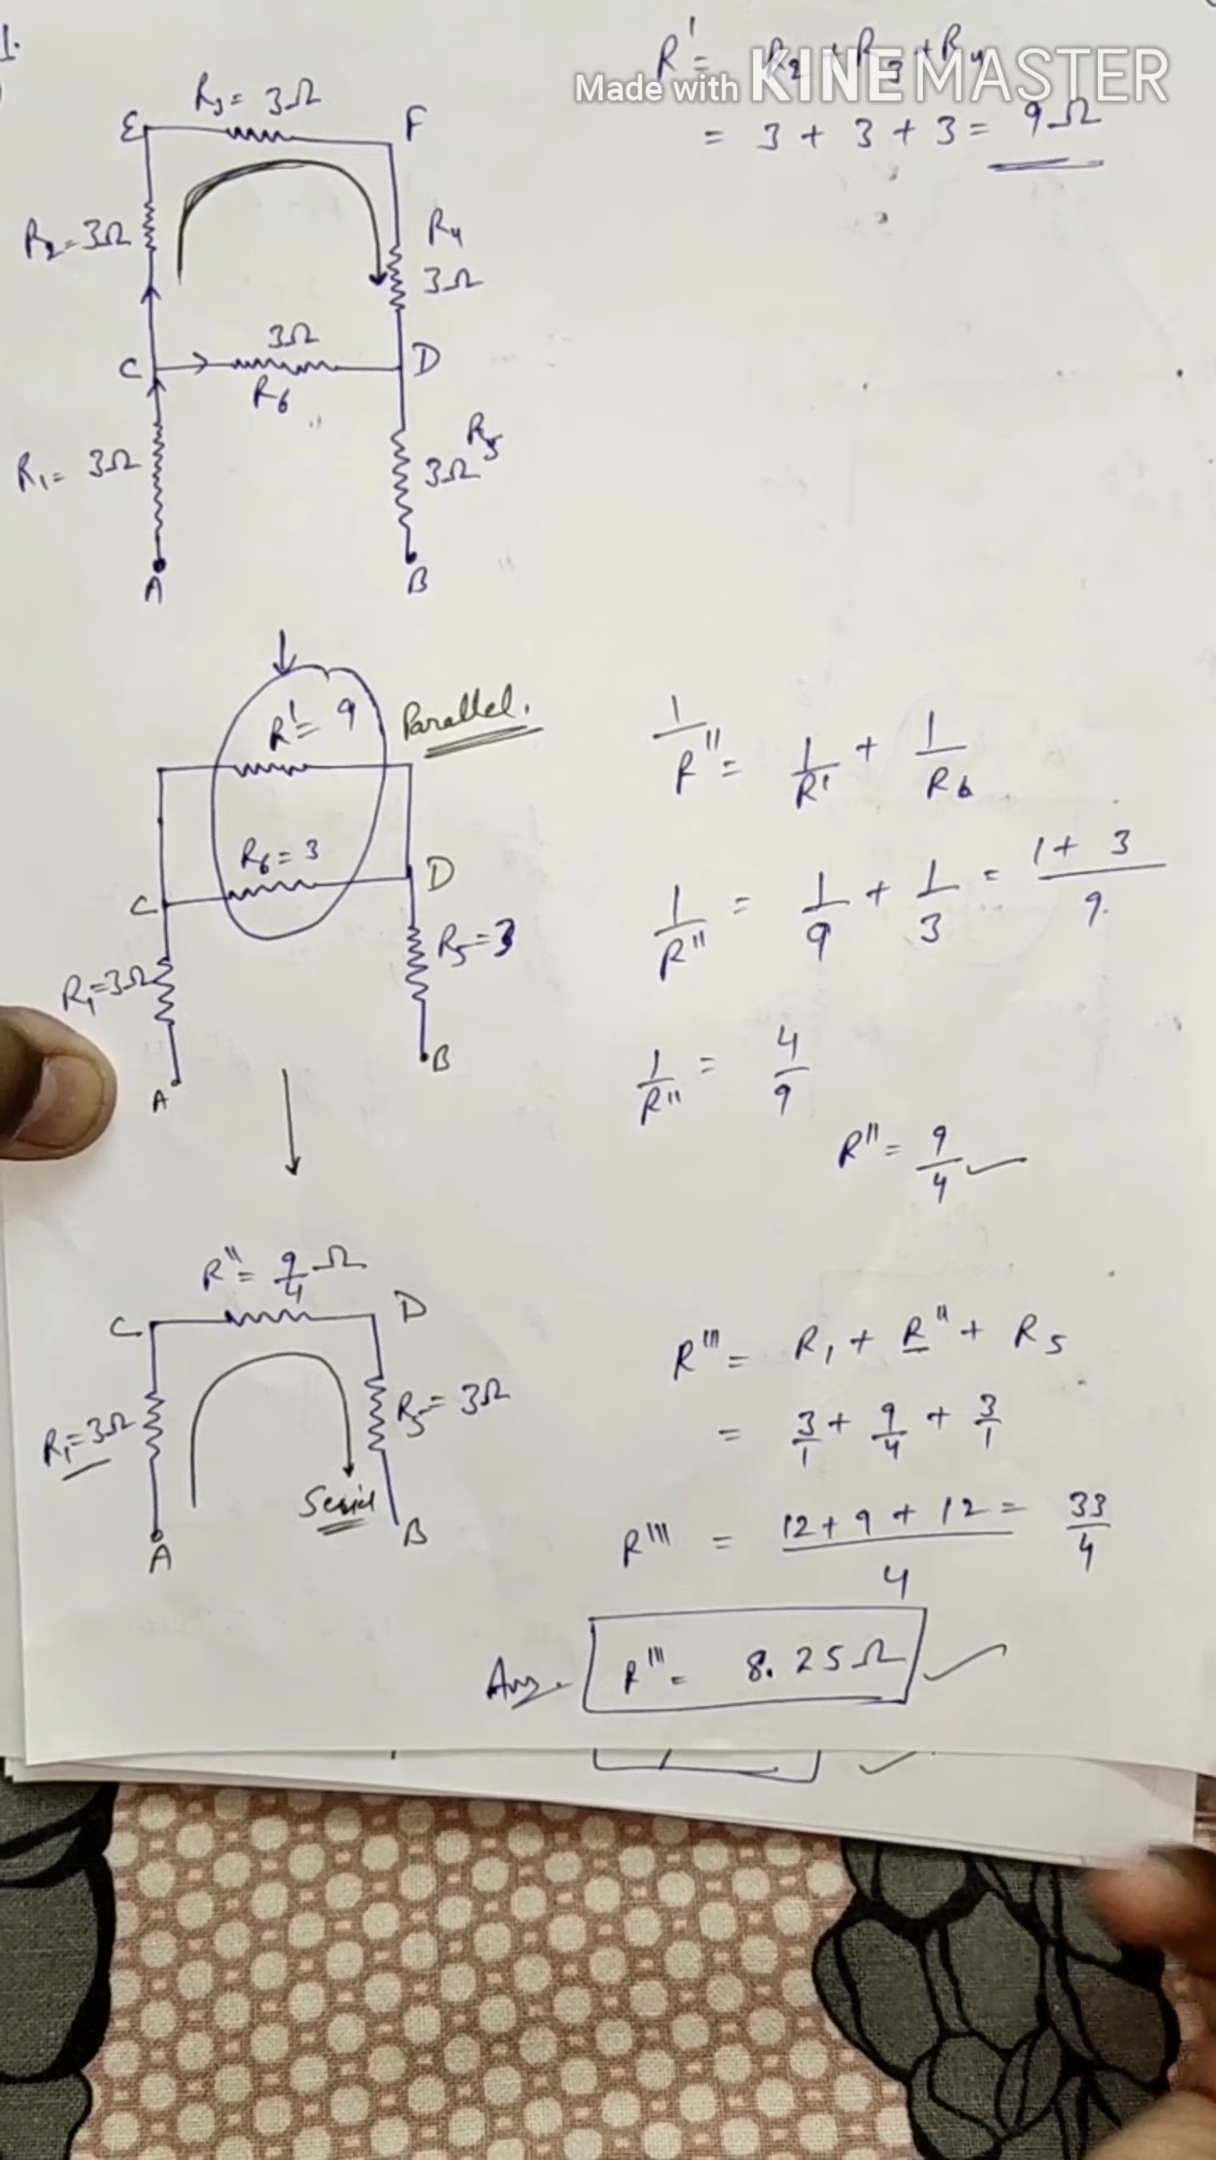 1.
R' = R2 + R3 + R4
Made with KINEMASTER
= 3 + 3 + 3 = 9Ω
R3 = 3Ω
E
F
R2 = 3Ω
R4
3Ω
3Ω
C
D
R6
R5
R1 = 3Ω
3Ω
A
B
R' = 9
Parallel.
R6 = 3
C
D
R1 = 3Ω
R5 = 3
A
B
1/R'' = 1/R' + 1/R6
1/R'' = 1/9 + 1/3 = 1 + 3/9.
1/R'' = 4/9
R'' = 9/4 ✓
R'' = 9/4 Ω
C
D
R1 = 3Ω
R5 = 3Ω
A
B
R''' = R1 + R'' + R5
= 3/1 + 9/4 + 3/1
R''' = 12 + 9 + 12/4 = 33/4
Ans. R''' = 8.25Ω ✓